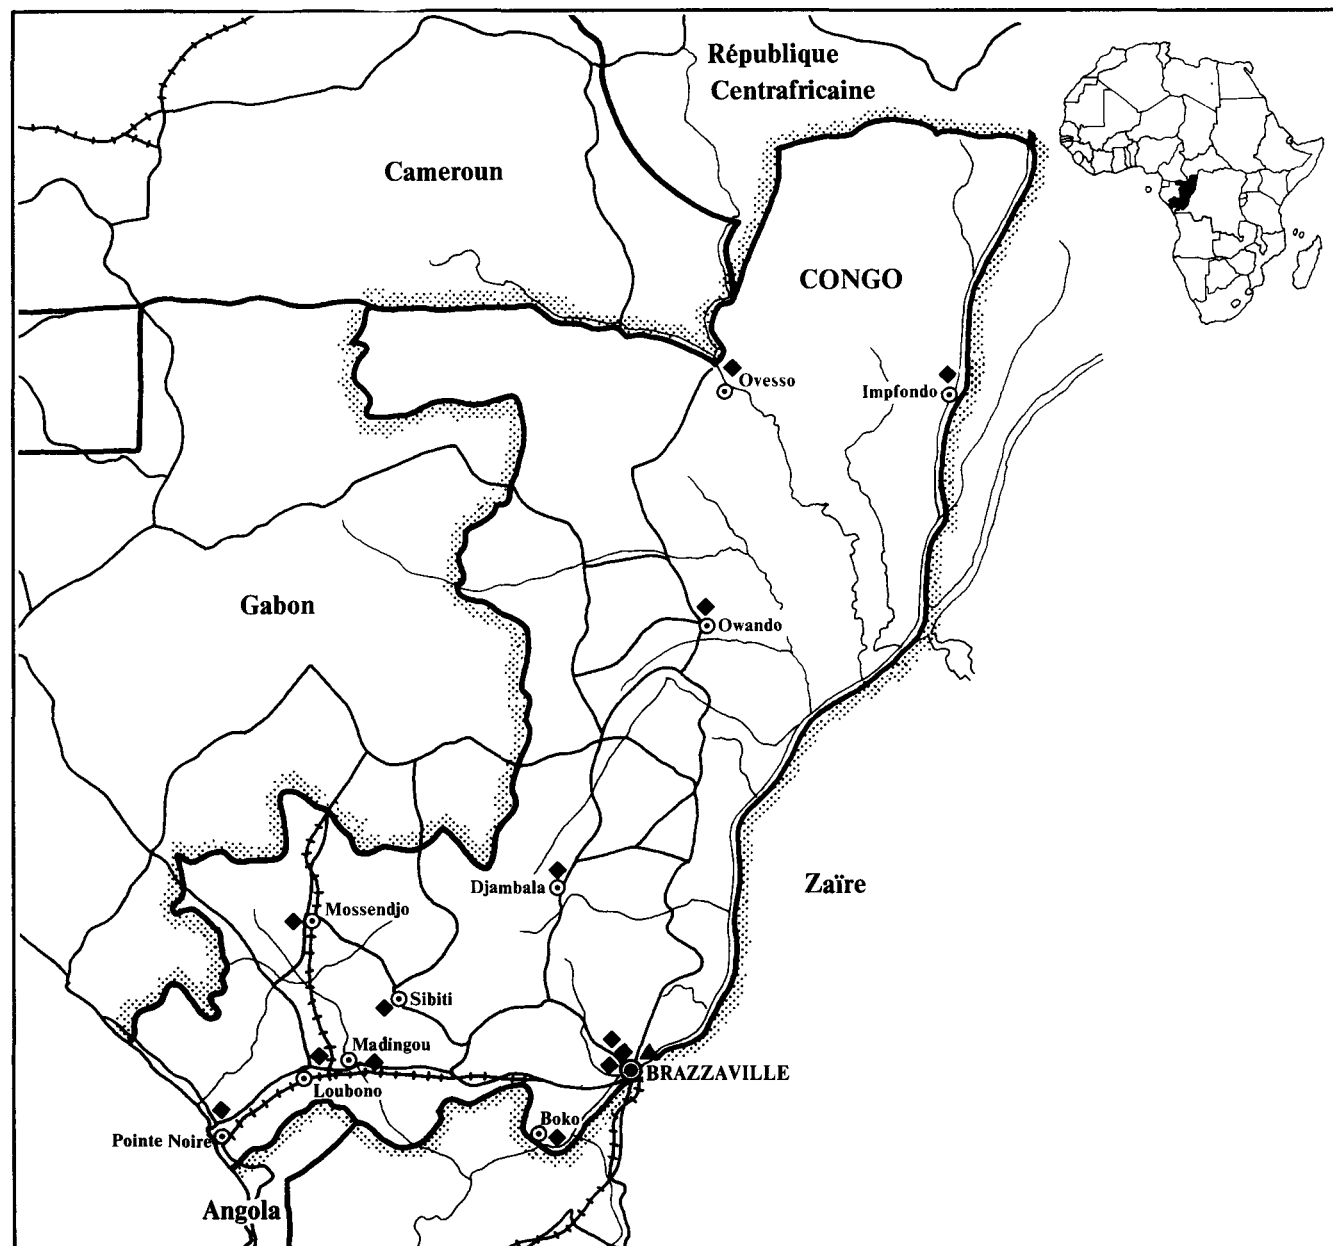 République
Centrafricaine
Cameroun
CONGO
Ovesso
Impfondo
Gabon
Owando
Zaïre
Djambala
Mossendjo
Sibiti
Madingou
BRAZZAVILLE
Loubono
Boko
Pointe Noire
Angola